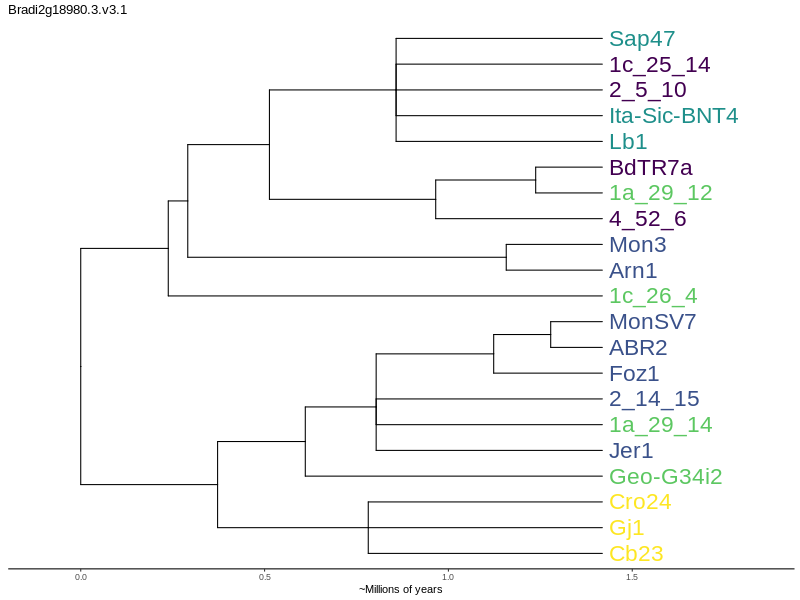 Bradi2g18980.3.v3.1
Sap47
1c_25_14
2_5_10
Ita-Sic-BNT4
Lb1
BdTR7a
1a_29_12
4_52_6
Mon3
Arn1
1c_26_4
MonSV7
ABR2
Foz1
2_14_15
1a_29_14
Jer1
Geo-G34i2
Cro24
Gj1
Cb23
0.0 0.5 1.0 1.5
~Millions of years